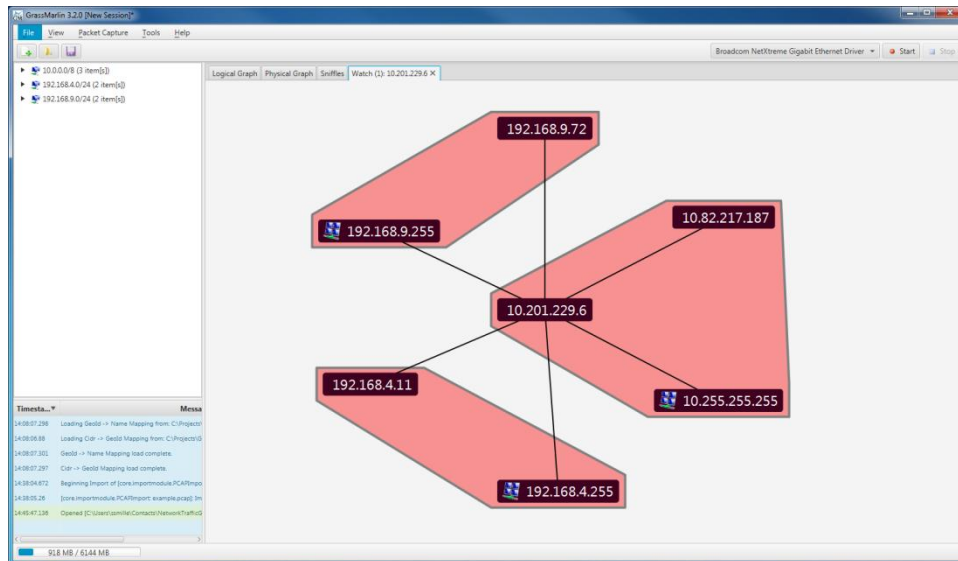 GrassMarlin 3.2.0 [New Session]*
File View Packet Capture Tools Help
Broadcom NetXtreme Gigabit Ethernet Driver Start Stop
10.0.0.0/8 (3 item[s])
192.168.4.0/24 (2 item[s])
192.168.9.0/24 (2 item[s])
Logical Graph Physical Graph Sniffles Watch (1): 10.201.229.6 X
192.168.9.72
10.82.217.187
192.168.9.255
10.201.229.6
192.168.4.11
10.255.255.255
192.168.4.255
Timesta... Messa
14:08:07.298 Loading GeoId -> Name Mapping from: C:\Projects\
14:08:06.88 Loading Cidr -> GeoId Mapping from: C:\Projects\G
14:08:07.301 GeoId -> Name Mapping load complete.
14:08:07.297 Cidr -> GeoId Mapping load complete.
14:38:04.672 Beginning Import of [core.importmodule.PCAPImpo
14:38:05.26 [core.importmodule.PCAPImport: example.pcap]: Im
14:45:47.136 Opened [C:\Users\ \Contacts\NetworkTraffic
918 MB / 6144 MB